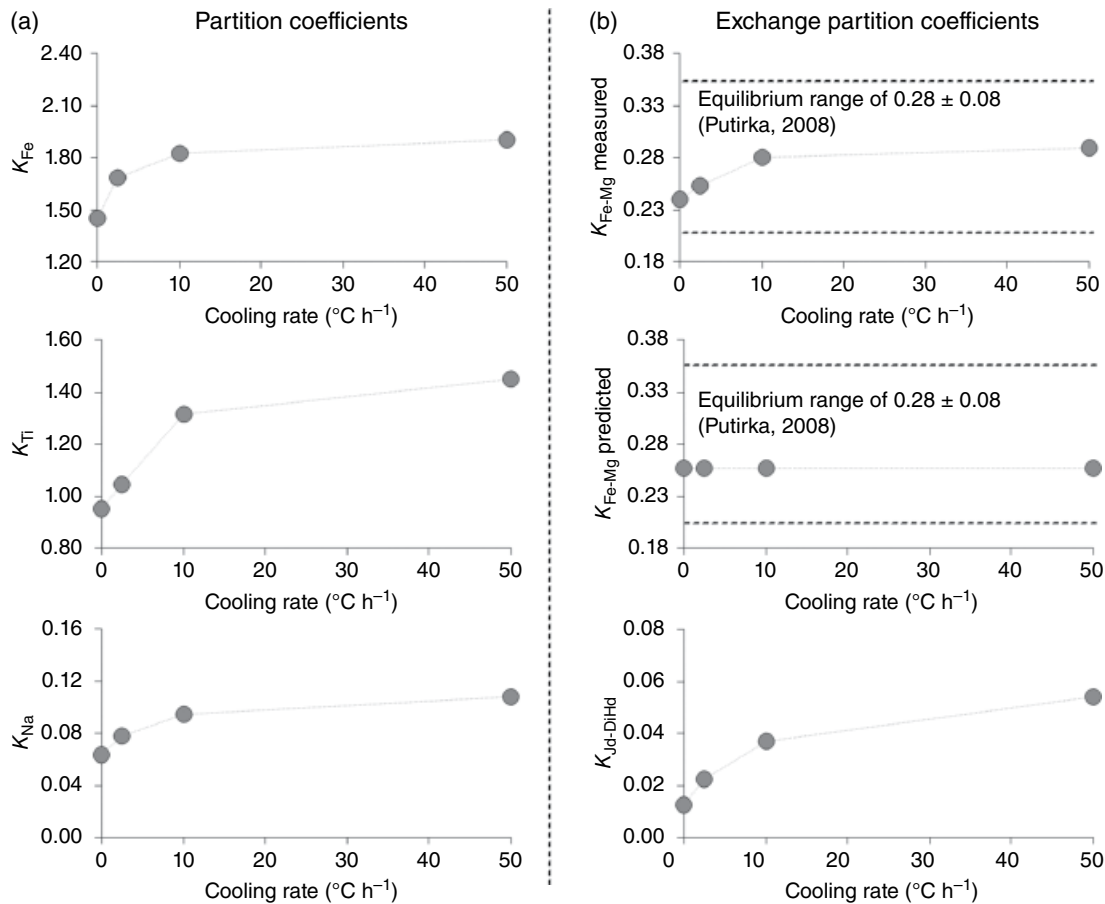 (a)
Partition coefficients
2.40
2.10
1.80
1.50
1.20
K_Fe
0 10 20 30 40 50
Cooling rate (°C h⁻¹)
1.60
1.40
1.20
1.00
0.80
K_Ti
0 10 20 30 40 50
Cooling rate (°C h⁻¹)
0.16
0.12
0.08
0.04
0.00
K_Na
0 10 20 30 40 50
Cooling rate (°C h⁻¹)
(b)
Exchange partition coefficients
0.38
0.33
0.28
0.23
0.18
K_Fe-Mg measured
Equilibrium range of 0.28 ± 0.08
(Putirka, 2008)
0 10 20 30 40 50
Cooling rate (°C h⁻¹)
0.38
0.33
0.28
0.23
0.18
K_Fe-Mg predicted
Equilibrium range of 0.28 ± 0.08
(Putirka, 2008)
0 10 20 30 40 50
Cooling rate (°C h⁻¹)
0.08
0.06
0.04
0.02
0.00
K_Jd-DiHd
0 10 20 30 40 50
Cooling rate (°C h⁻¹)